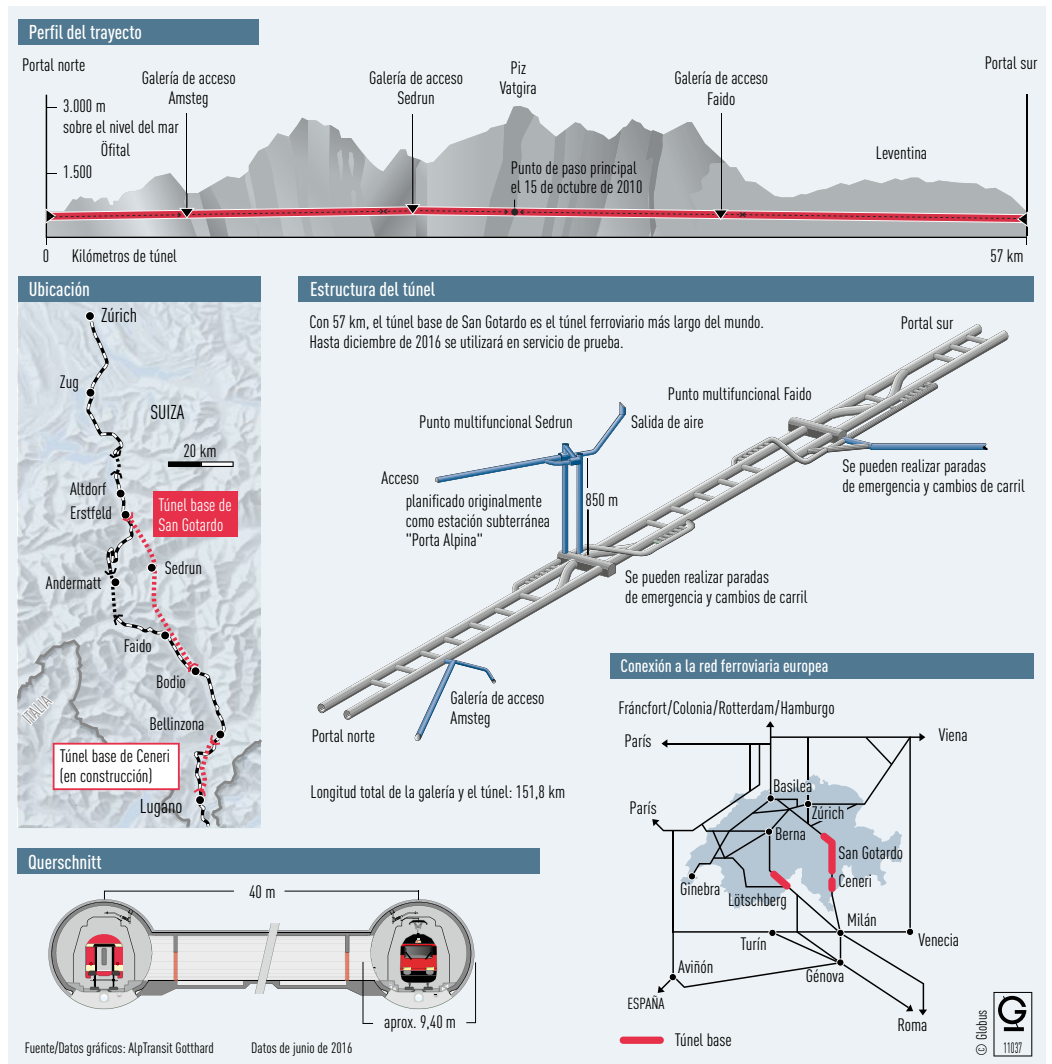 Perfil del trayecto
Portal norte
Galería de acceso
Amsteg
Galería de acceso
Sedrun
Piz
Vatgira
Galería de acceso
Faido
Portal sur
3.000 m
sobre el nivel del mar
Öfital
1.500
Punto de paso principal
el 15 de octubre de 2010
Leventina
0
Kilómetros de túnel
57 km
Ubicación
Zúrich
Zug
SUIZA
20 km
Altdorf
Erstfeld
Túnel base de
San Gotardo
Sedrun
Andermatt
Faido
Bodio
ITALIA
Bellinzona
Túnel base de Ceneri
(en construcción)
Lugano
Estructura del túnel
Con 57 km, el túnel base de San Gotardo es el túnel ferroviario más largo del mundo.
Hasta diciembre de 2016 se utilizará en servicio de prueba.
Portal sur
Punto multifuncional Faido
Punto multifuncional Sedrun
Salida de aire
Se pueden realizar paradas
de emergencia y cambios de carril
Acceso
planificado originalmente
como estación subterránea
"Porta Alpina"
850 m
Se pueden realizar paradas
de emergencia y cambios de carril
Galería de acceso
Amsteg
Portal norte
Longitud total de la galería y el túnel: 151,8 km
Conexión a la red ferroviaria europea
Fráncfort/Colonia/Rotterdam/Hamburgo
París
Viena
Basilea
París
Zúrich
Berna
San Gotardo
Ceneri
Ginebra
Lötschberg
Milán
Turín
Venecia
Aviñón
Génova
ESPAÑA
Roma
Túnel base
Querschnitt
40 m
aprox. 9,40 m
Fuente/Datos gráficos: AlpTransit Gotthard
Datos de junio de 2016
© Globus
G
11037